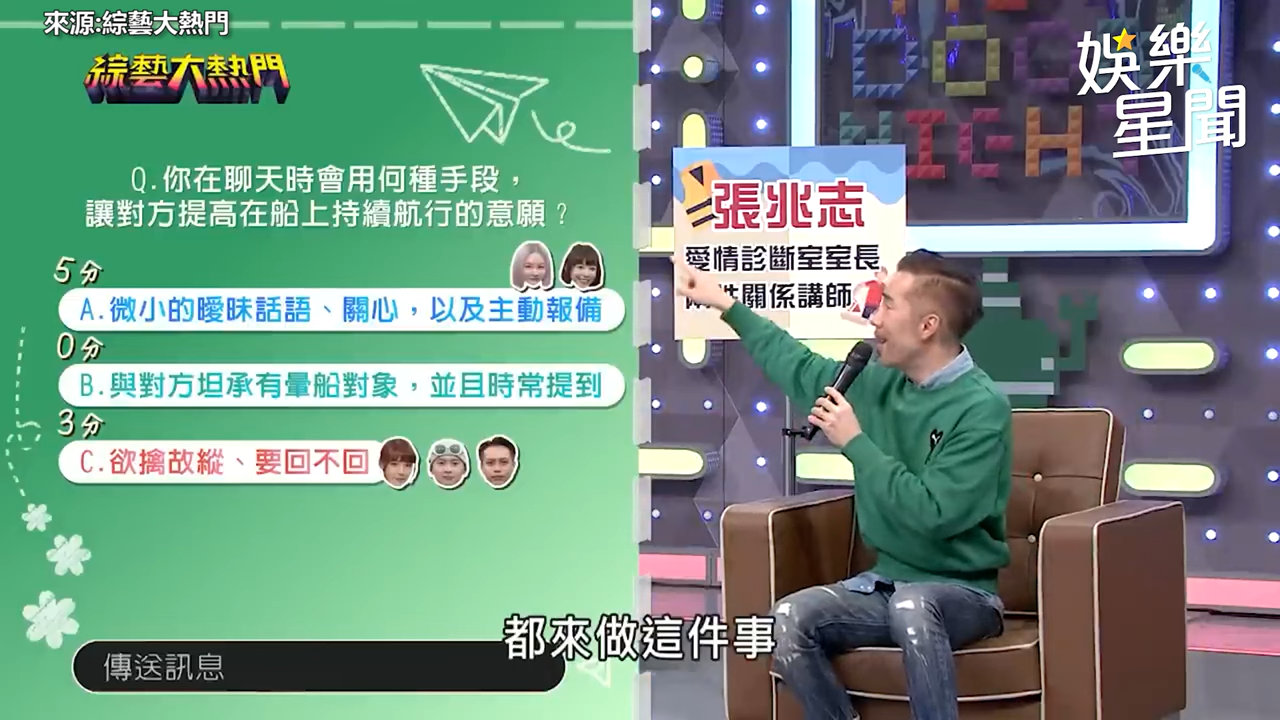 來源:綜藝大熱門
綜藝大熱門
娛樂
星聞
Q.你在聊天時會用何種手段，
讓對方提高在船上持續航行的意願？
5分
A.微小的曖昧話語、關心，以及主動報備
0分
B.與對方坦承有暈船對象，並且時常提到
3分
C.欲擒故縱、要回不回
傳送訊息
張兆志
愛情診斷室室長
兩性關係講師
都來做這件事